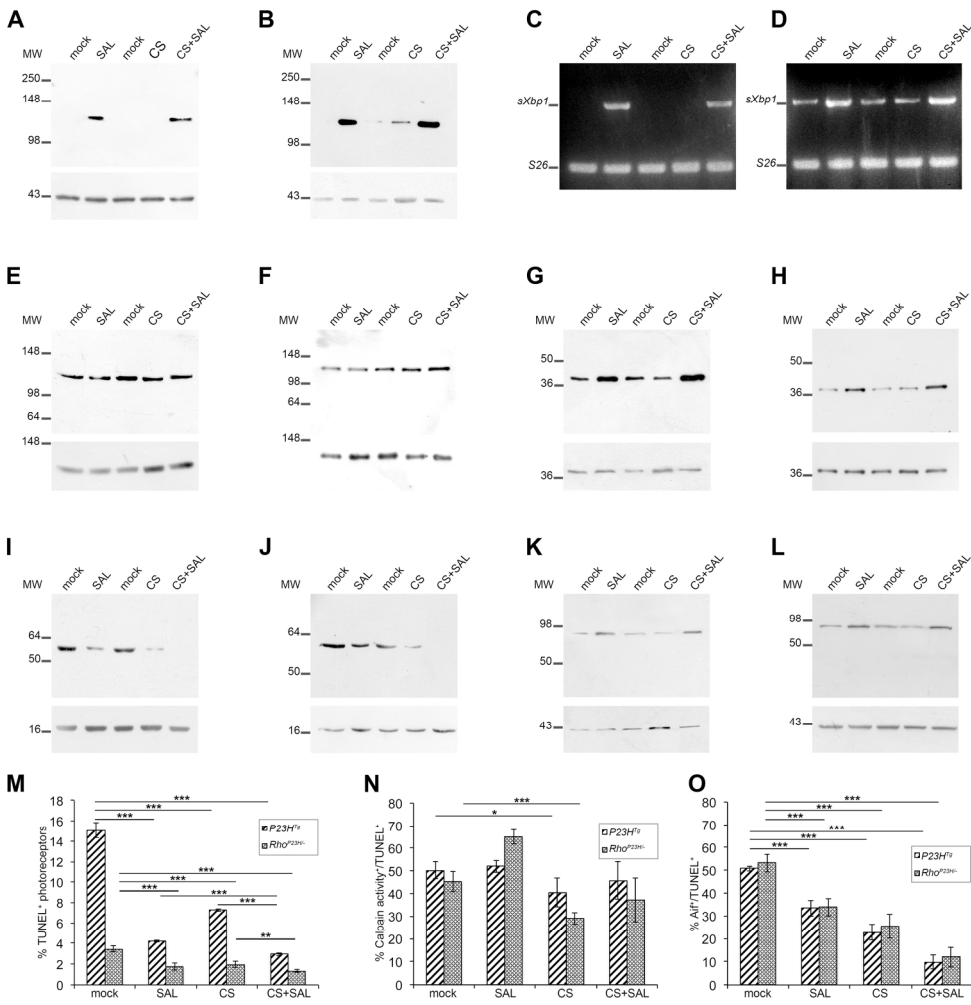 A
MW
mock
SAL
mock
CS
CS+SAL
250
148
98
43
B
MW
mock
SAL
mock
CS
CS+SAL
250
148
98
43
C
mock
SAL
mock
CS
CS+SAL
sXbp1
S26
D
mock
SAL
mock
CS
CS+SAL
sXbp1
S26
E
MW
mock
SAL
mock
CS
CS+SAL
148
98
64
148
F
MW
mock
SAL
mock
CS
CS+SAL
148
98
64
148
G
MW
mock
SAL
mock
CS
CS+SAL
50
36
36
H
MW
mock
SAL
mock
CS
CS+SAL
50
36
36
I
MW
mock
SAL
mock
CS
CS+SAL
64
50
16
J
MW
mock
SAL
mock
CS
CS+SAL
64
50
16
K
MW
mock
SAL
mock
CS
CS+SAL
98
50
43
L
MW
mock
SAL
mock
CS
CS+SAL
98
50
43
M
% TUNEL+ photoreceptors
18
16
14
12
10
8
6
4
2
0
***
***
***
***
***
***
***
***
**
P23HTg
RhoP23H/-
mock SAL CS CS+SAL
N
% Calpain activity+/TUNEL+
80
70
60
50
40
30
20
10
0
***
*
P23HTg
RhoP23H/-
mock SAL CS CS+SAL
O
% Aif+/TUNEL+
80
70
60
50
40
30
20
10
0
***
***
***
***
***
***
P23HTg
RhoP23H/-
mock SAL CS CS+SAL